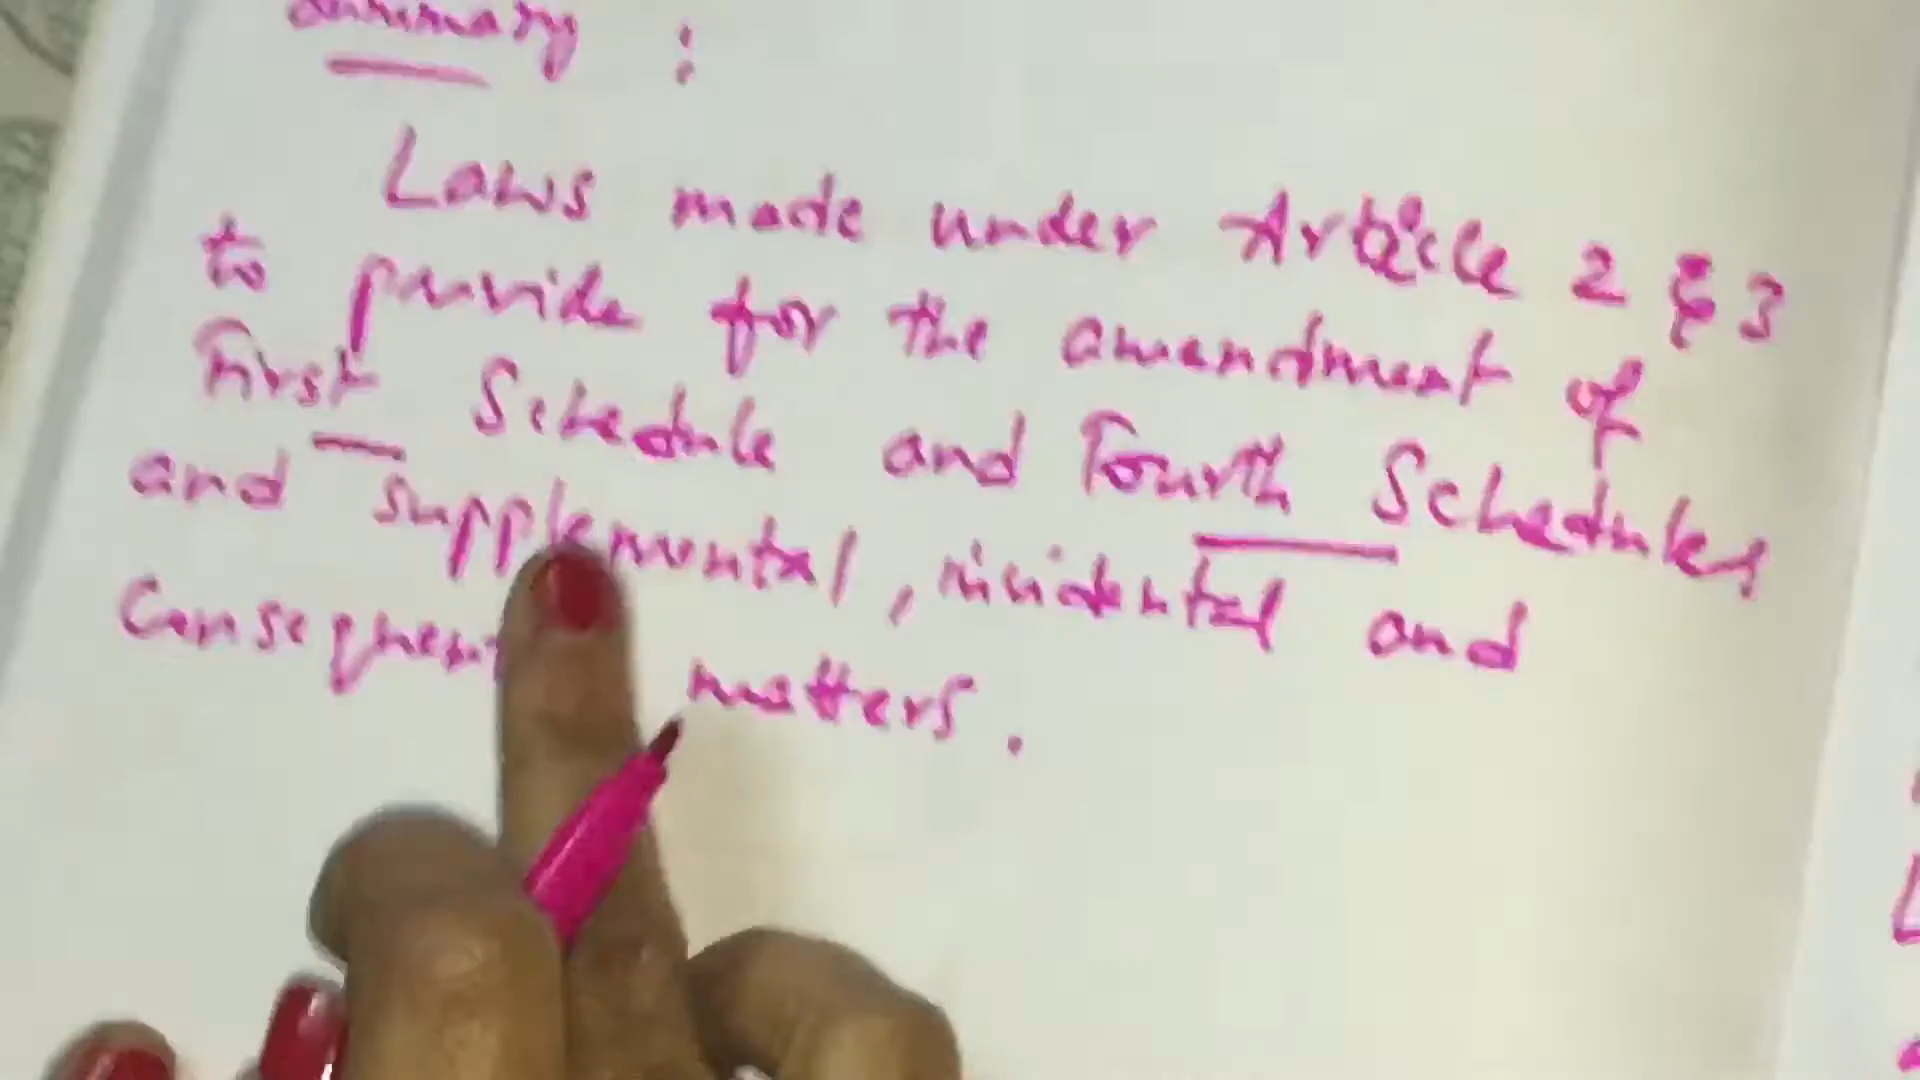 Summary :
Laws made under Article 2 & 3
to provide for the amendment of
First Schedule and Fourth Schedules
and supplemental, incidental and
Consequen matters.